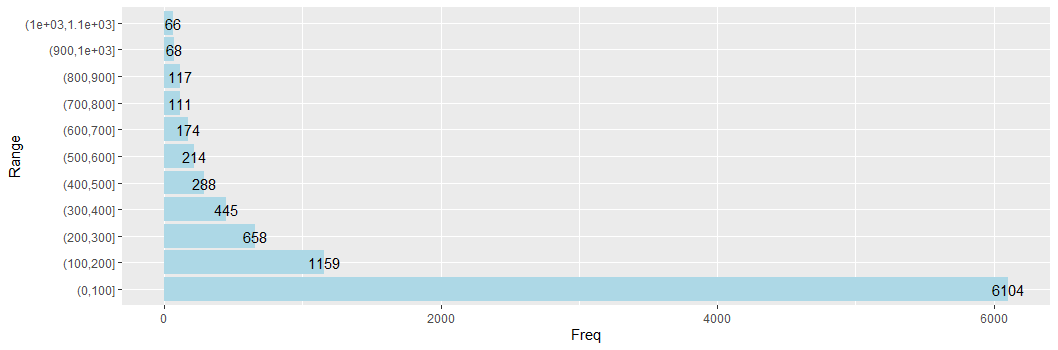 (1e+03,1.1e+03] 66
(900,1e+03] 68
(800,900] 117
(700,800] 111
(600,700] 174
(500,600] 214
(400,500] 288
(300,400] 445
(200,300] 658
(100,200] 1159
(0,100] 6104
Range
0 2000 4000 6000
Freq